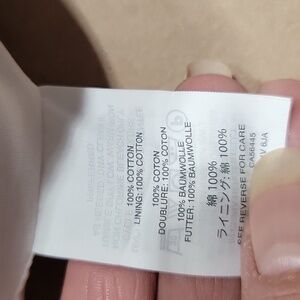 100% COTTON
LINING: 100% COTTON
100% COTON
DOUBLURE: 100% COTON
100% BAUMWOLLE
FUTTER: 100% BAUMWOLLE
綿 100%
ライニング: 綿 100%
SEE REVERSE FOR CARE